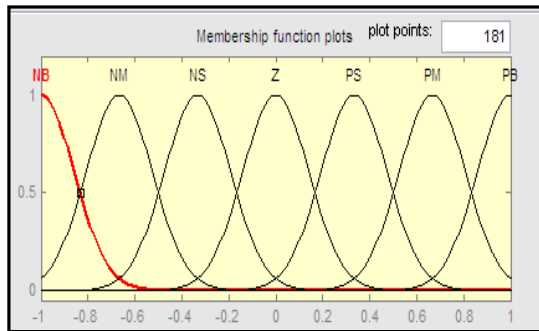 Membership function plots plot points: 181
NB NM NS Z PS PM PB
1
0.5
0
-1 -0.8 -0.6 -0.4 -0.2 0 0.2 0.4 0.6 0.8 1